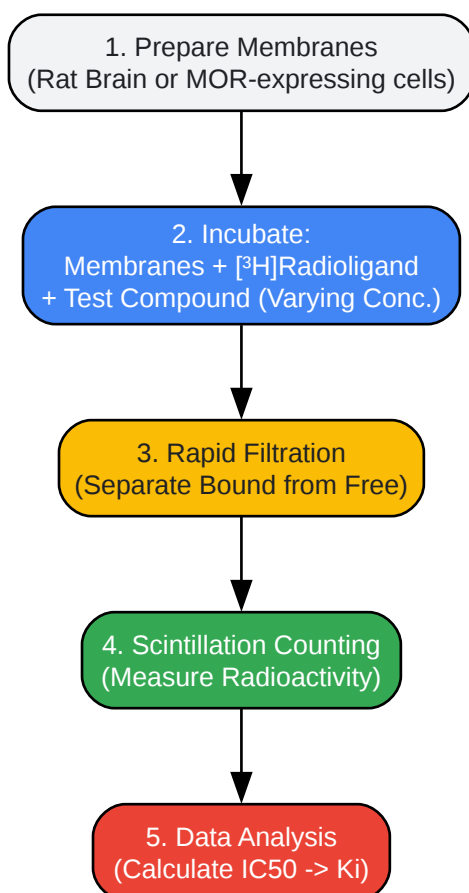 1. Prepare Membranes
(Rat Brain or MOR-expressing cells)
2. Incubate:
Membranes + [³H]Radioligand
+ Test Compound (Varying Conc.)
3. Rapid Filtration
(Separate Bound from Free)
4. Scintillation Counting
(Measure Radioactivity)
5. Data Analysis
(Calculate IC50 -> Ki)